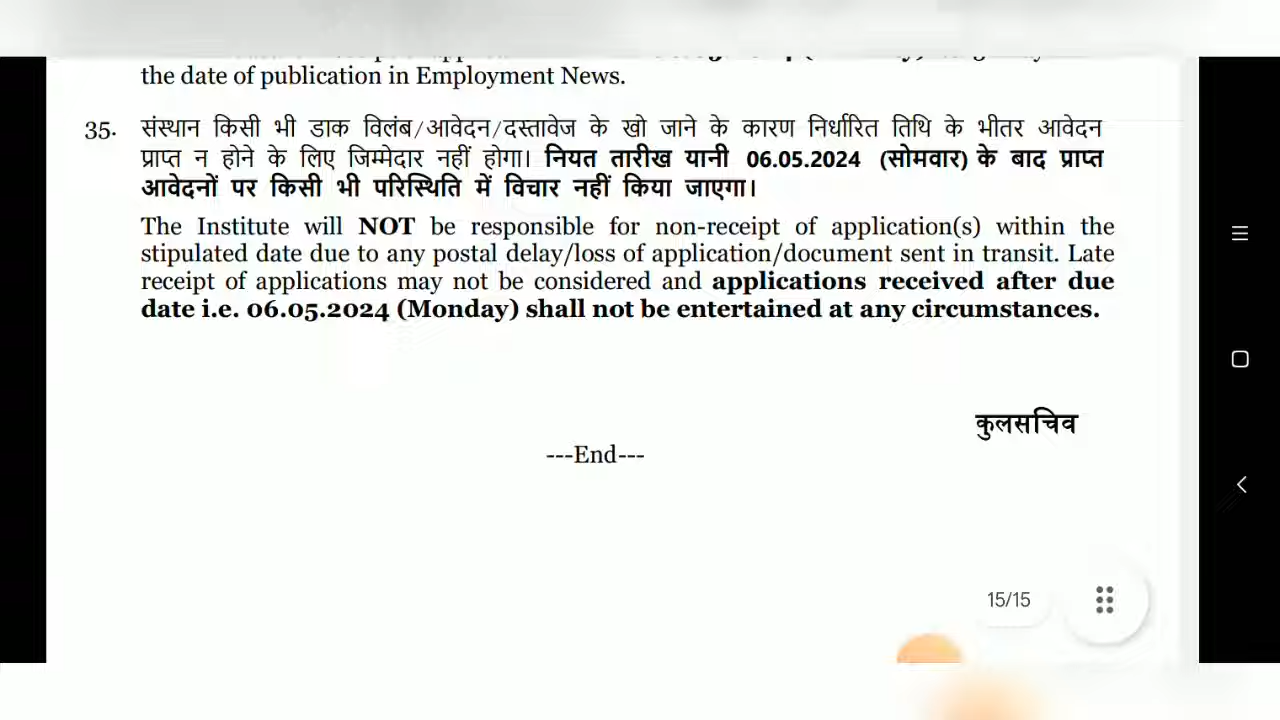 the date of publication in Employment News.
35. संस्थान किसी भी डाक विलंब/आवेदन/दस्तावेज के खो जाने के कारण निर्धारित तिथि के भीतर आवेदन
प्राप्त न होने के लिए जिम्मेदार नहीं होगा। नियत तारीख यानी 06.05.2024 (सोमवार) के बाद प्राप्त
आवेदनों पर किसी भी परिस्थिति में विचार नहीं किया जाएगा।
The Institute will NOT be responsible for non-receipt of application(s) within the
stipulated date due to any postal delay/loss of application/document sent in transit. Late
receipt of applications may not be considered and applications received after due
date i.e. 06.05.2024 (Monday) shall not be entertained at any circumstances.
कुलसचिव
---End---
15/15